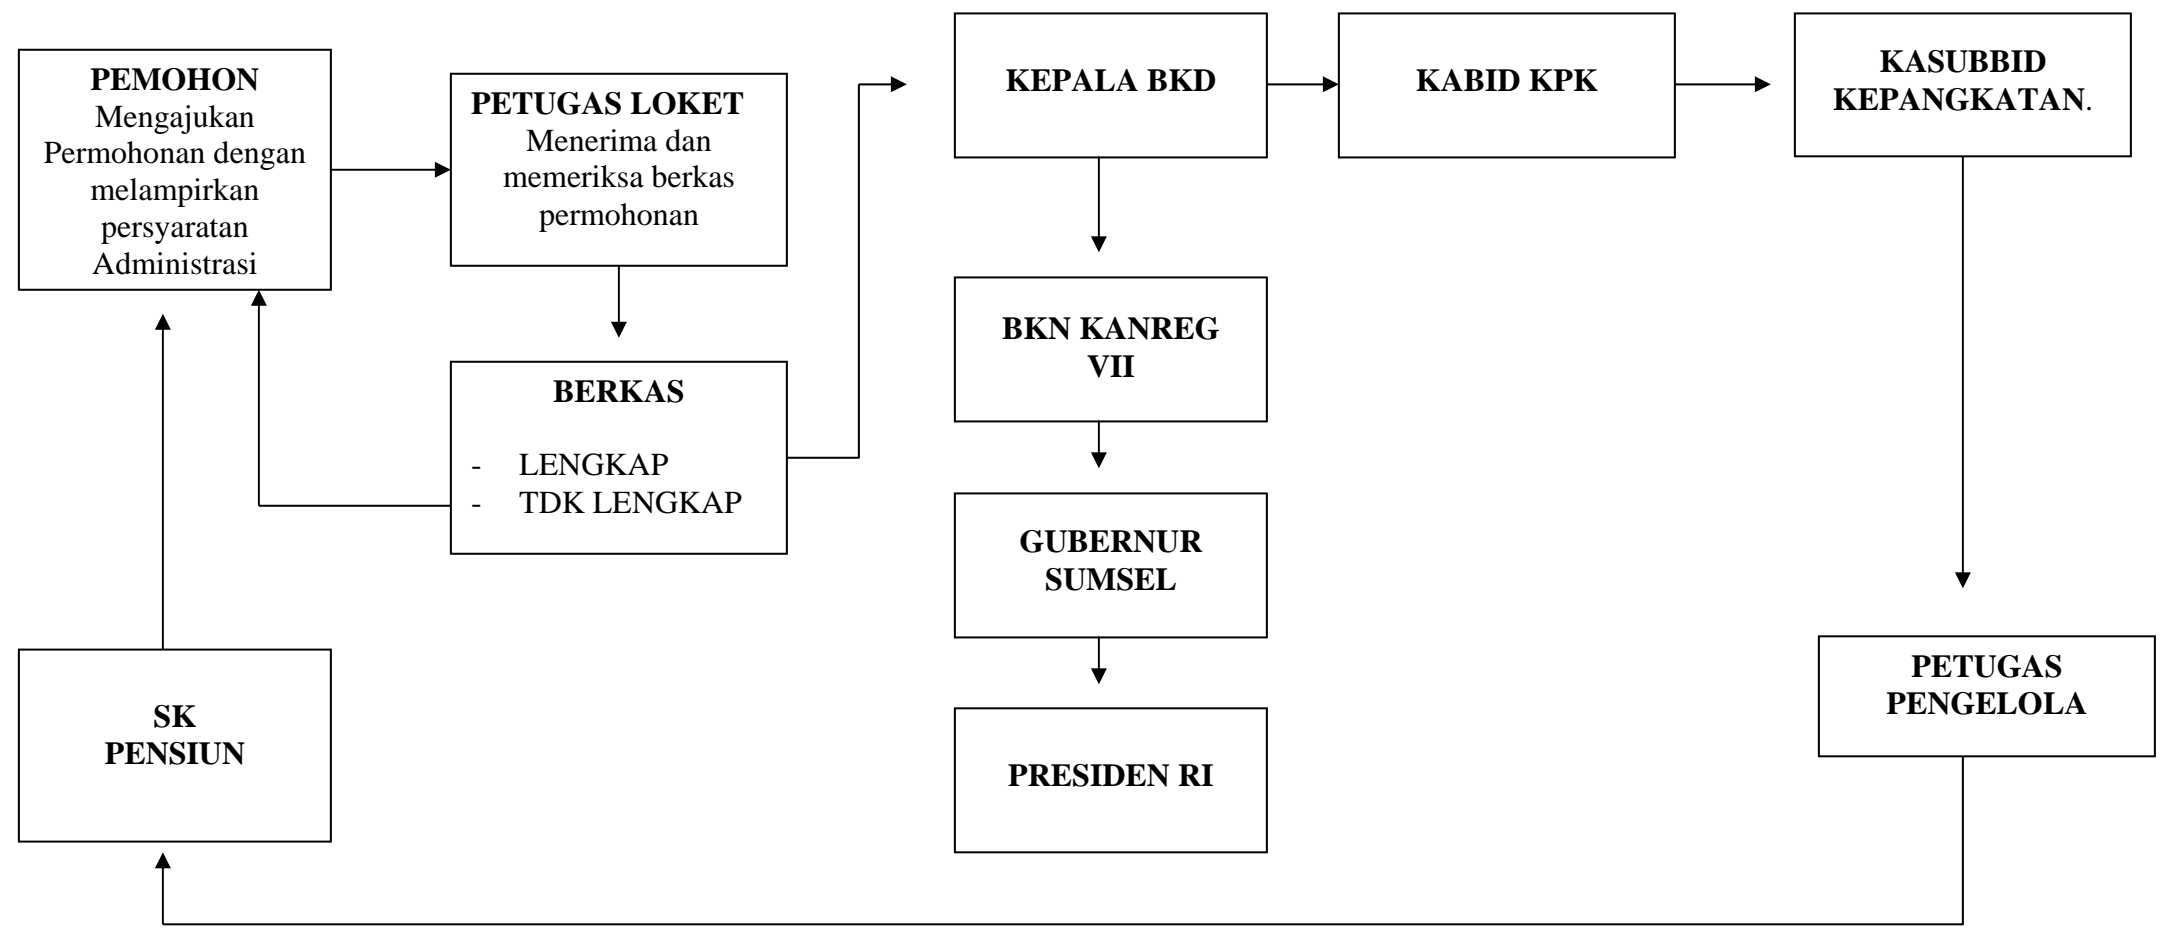 PEMOHON
Mengajukan
Permohonan dengan
melampirkan
persyaratan
Administrasi
PETUGAS LOKET
Menerima dan
memeriksa berkas
permohonan
BERKAS
- LENGKAP
- TDK LENGKAP
KEPALA BKD
KABID KPK
KASUBBID
KEPANGKATAN.
BKN KANREG
VII
GUBERNUR
SUMSEL
PRESIDEN RI
PETUGAS
PENGELOLA
SK
PENSIUN